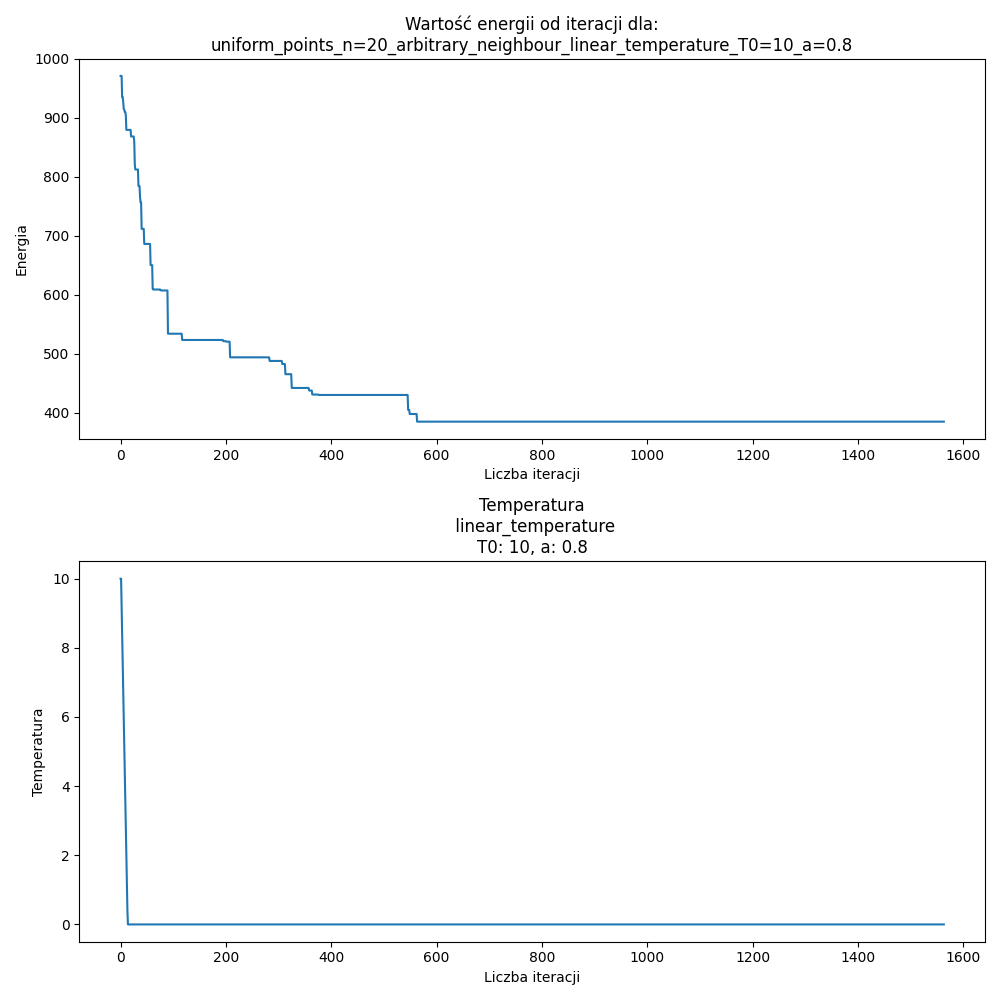 Wartość energii od iteracji dla:
uniform_points_n=20_arbitrary_neighbour_linear_temperature_T0=10_a=0.8
1000
900
800
700
600
500
400
Energia
0 200 400 600 800 1000 1200 1400 1600
Liczba iteracji
Temperatura
linear_temperature
T0: 10, a: 0.8
10
8
6
4
2
0
Temperatura
0 200 400 600 800 1000 1200 1400 1600
Liczba iteracji